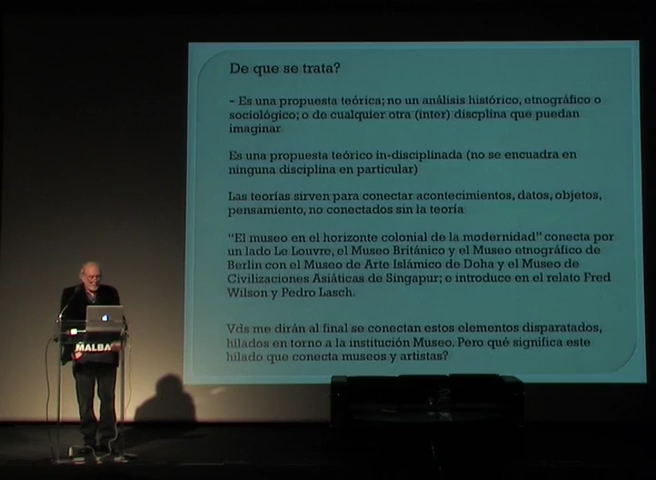 De que se trata?
- Es una propuesta teórica; no un análisis histórico, etnográfico o
sociológico; o de cualquier otra (inter) discplina que puedan
imaginar
Es una propuesta teórico in-disciplinada (no se encuadra en
ninguna disciplina en particular)
Las teorías sirven para conectar acontecimientos, datos, objetos,
pensamiento, no conectados sin la teoría
“El museo en el horizonte colonial de la modernidad” conecta por
un lado Le Louvre, el Museo Británico y el Museo etnográfico de
Berlin con el Museo de Arte Islámico de Doha y el Museo de
Civilizaciones Asiáticas de Singapur; e introduce en el relato Fred
Wilson y Pedro Lasch.
Vds me dirán al final se conectan estos elementos disparatados,
hilados en torno a la institución Museo. Pero qué significa este
hilado que conecta museos y artistas?
MALBA